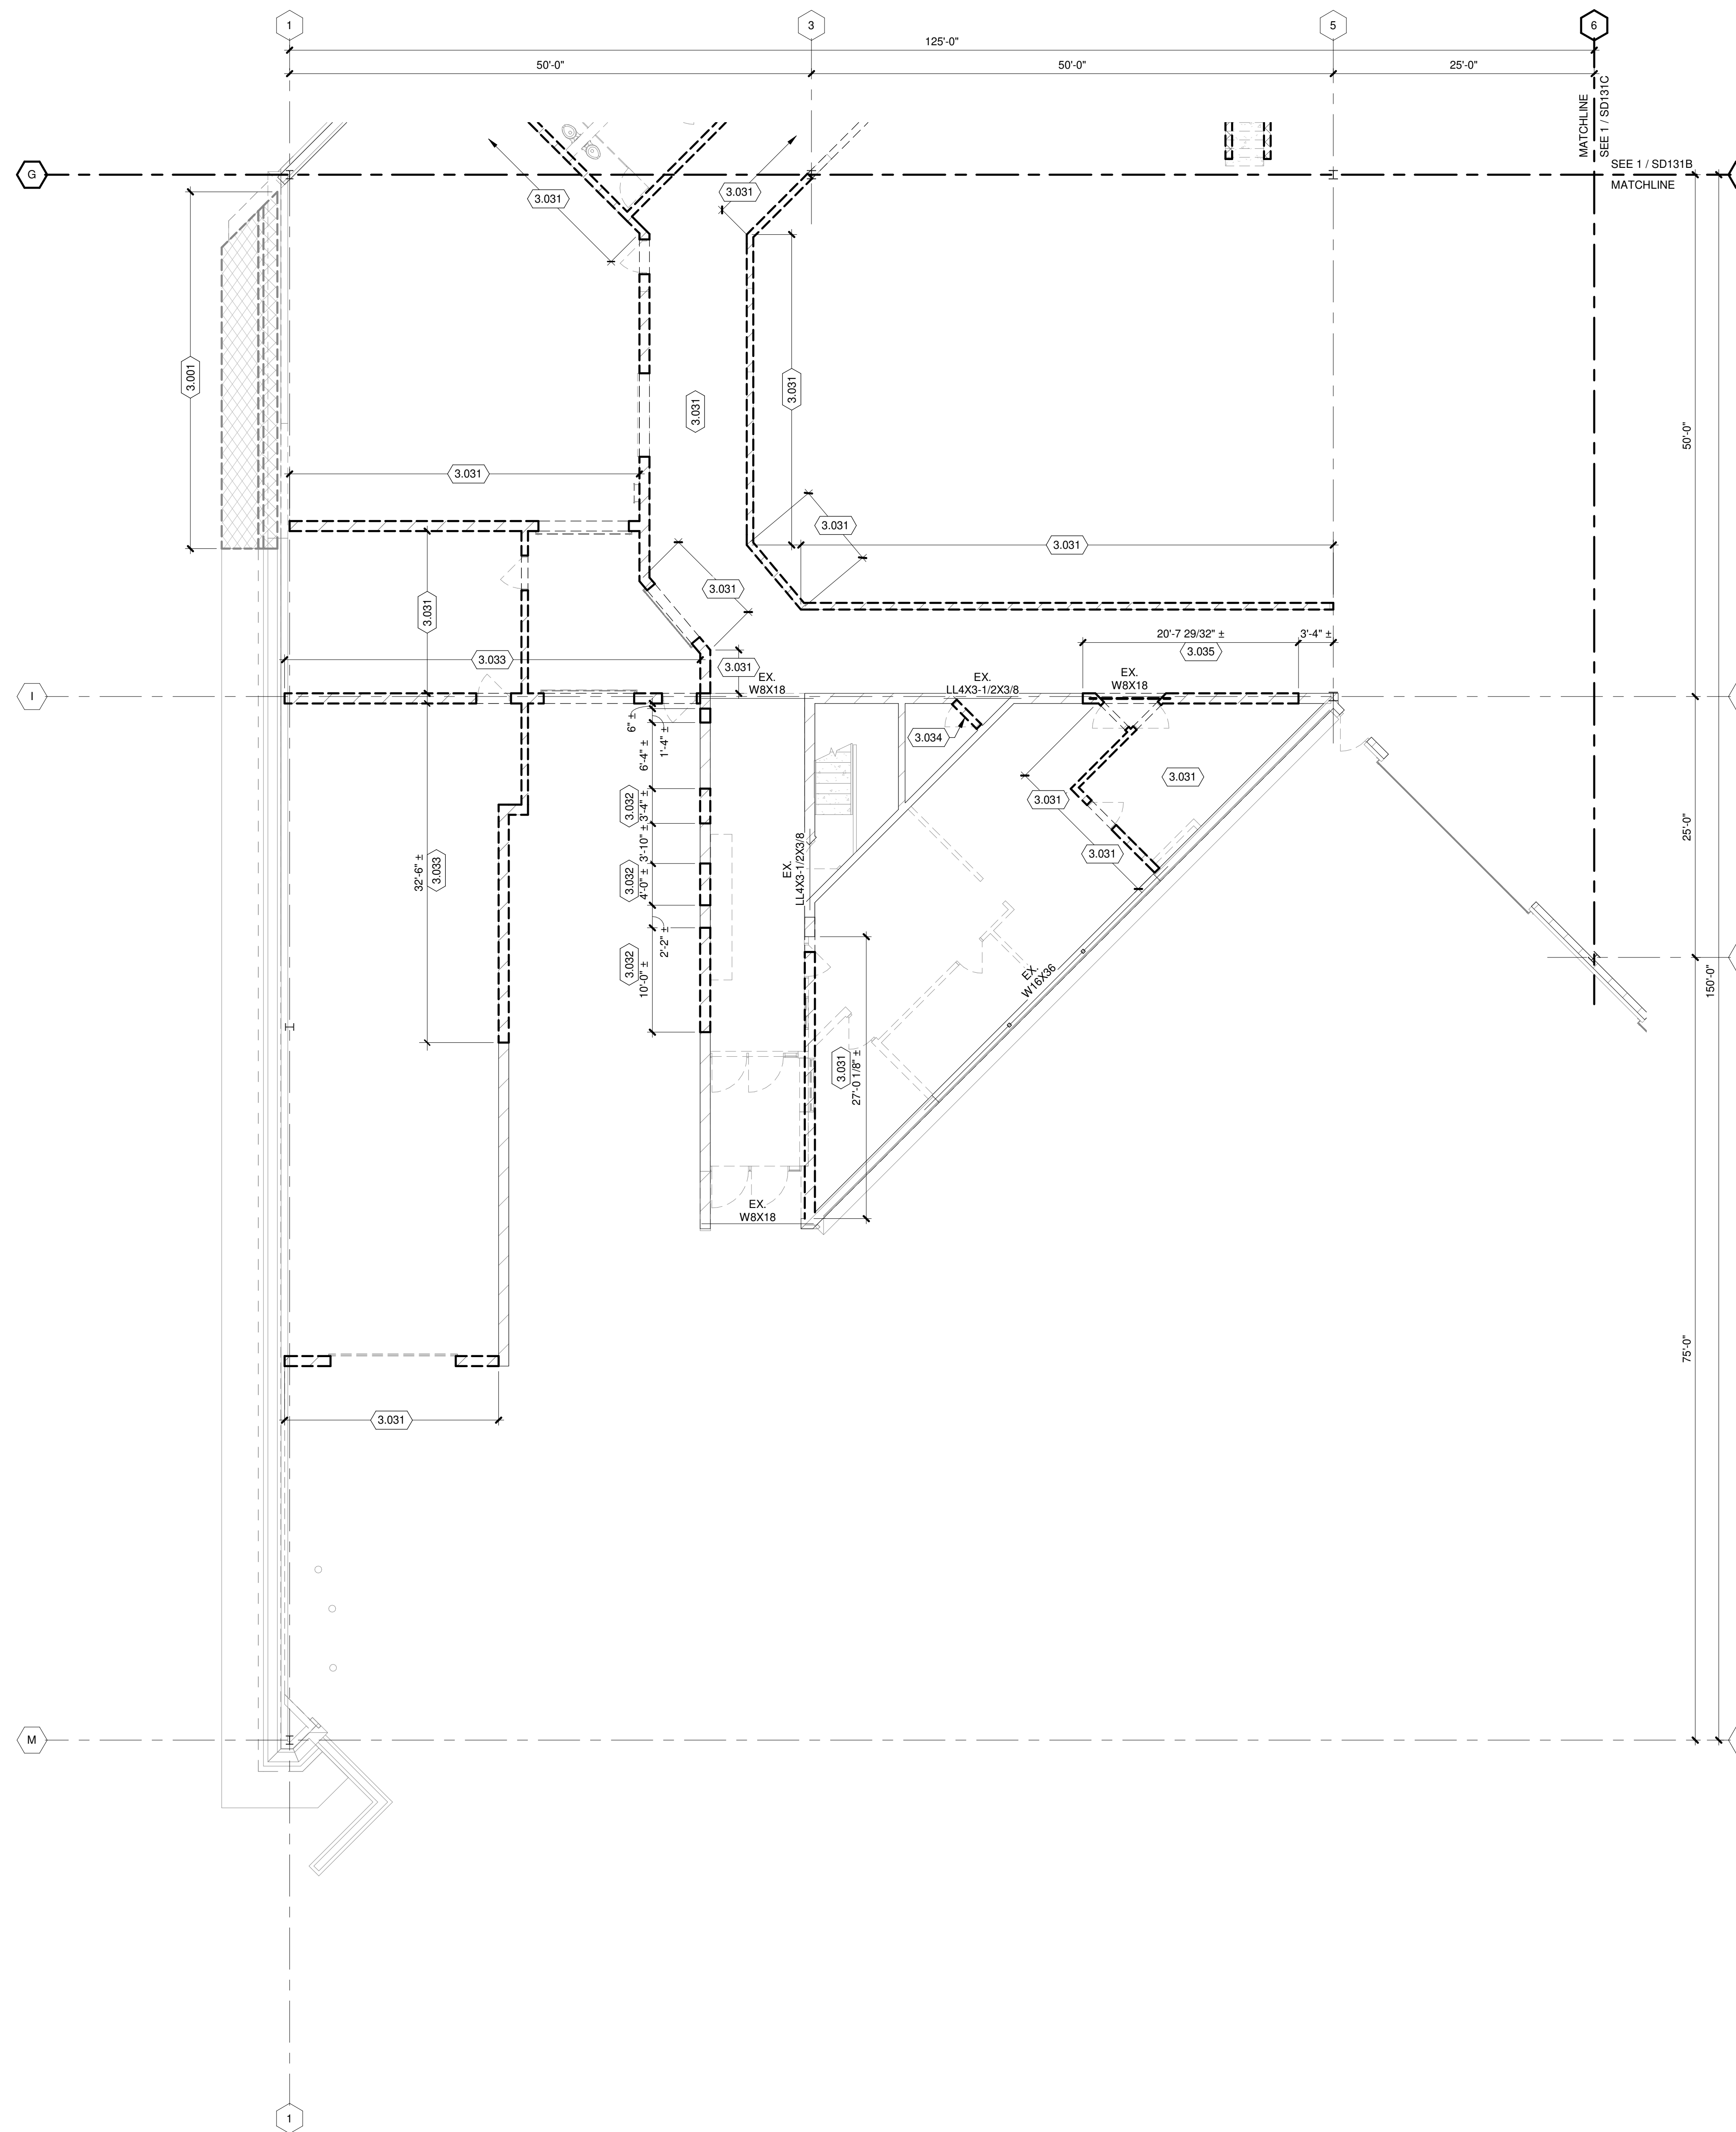 1
3
5
6
125'-0"
50'-0"
50'-0"
25'-0"
MATCHLINE
SEE 1 / SD131C
G
SEE 1 / SD131B
MATCHLINE
3.031
3.031
3.001
3.031
3.031
50'-0"
3.031
3.031
3.031
3.031
3.031
3.033
3.031
20'-7 29/32" ±
3'-4" ±
3.035
EX.
W8X18
EX.
LL4X3-1/2X3/8
EX.
W8X18
I
6" ±
1'-4" ±
3.034
6'-4" ±
3.031
3.032
3'-4" ±
3.031
25'-0"
3'-10" ±
3.031
32'-6" ±
3.033
EX.
LL4X3-1/2X3/8
3.032
4'-0" ±
2'-2" ±
3.032
10'-0" ±
EX.
W16X36
150'-0"
3.031
27'-0 1/8" ±
EX.
W8X18
75'-0"
3.031
M
1